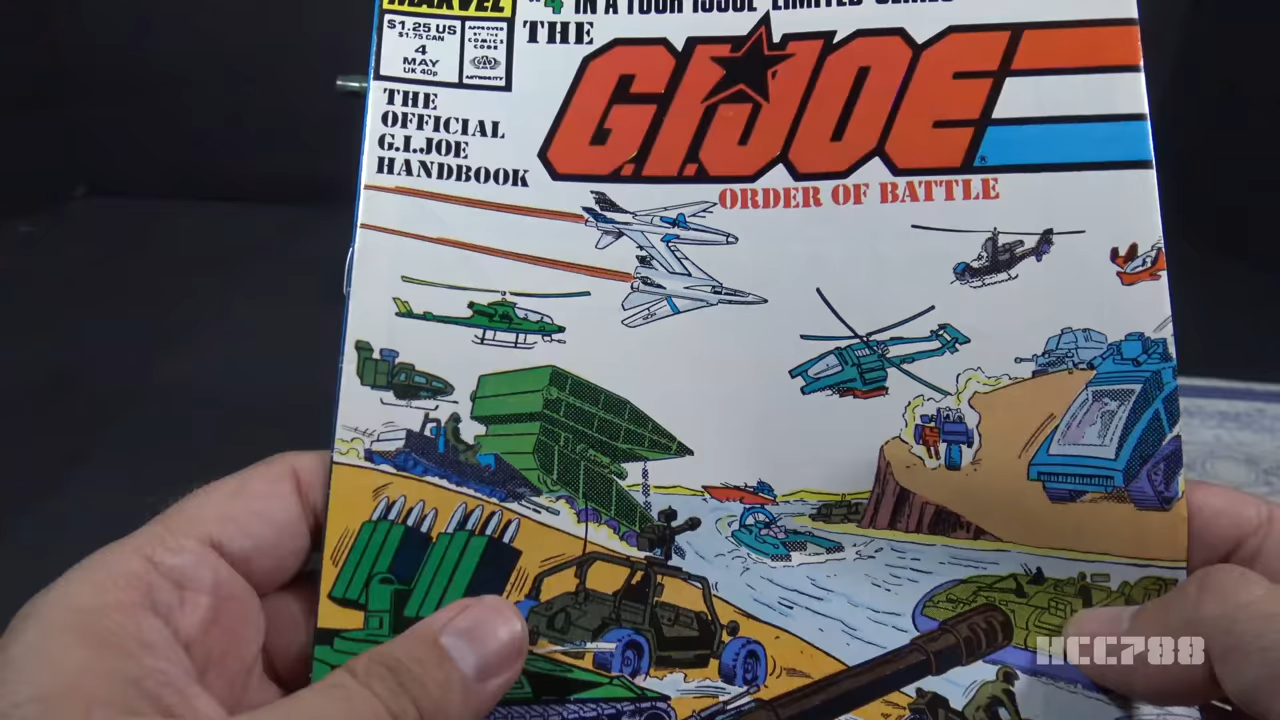 MARVEL
#4 IN A FOUR ISSUE LIMITED SERIES
$1.25 US
$1.75 CAN
4
MAY
UK 40p
APPROVED
BY THE
COMICS
CODE
AUTHORITY
THE
G.I. JOE
®
ORDER OF BATTLE
THE
OFFICIAL
G.I.JOE
HANDBOOK
HCC788